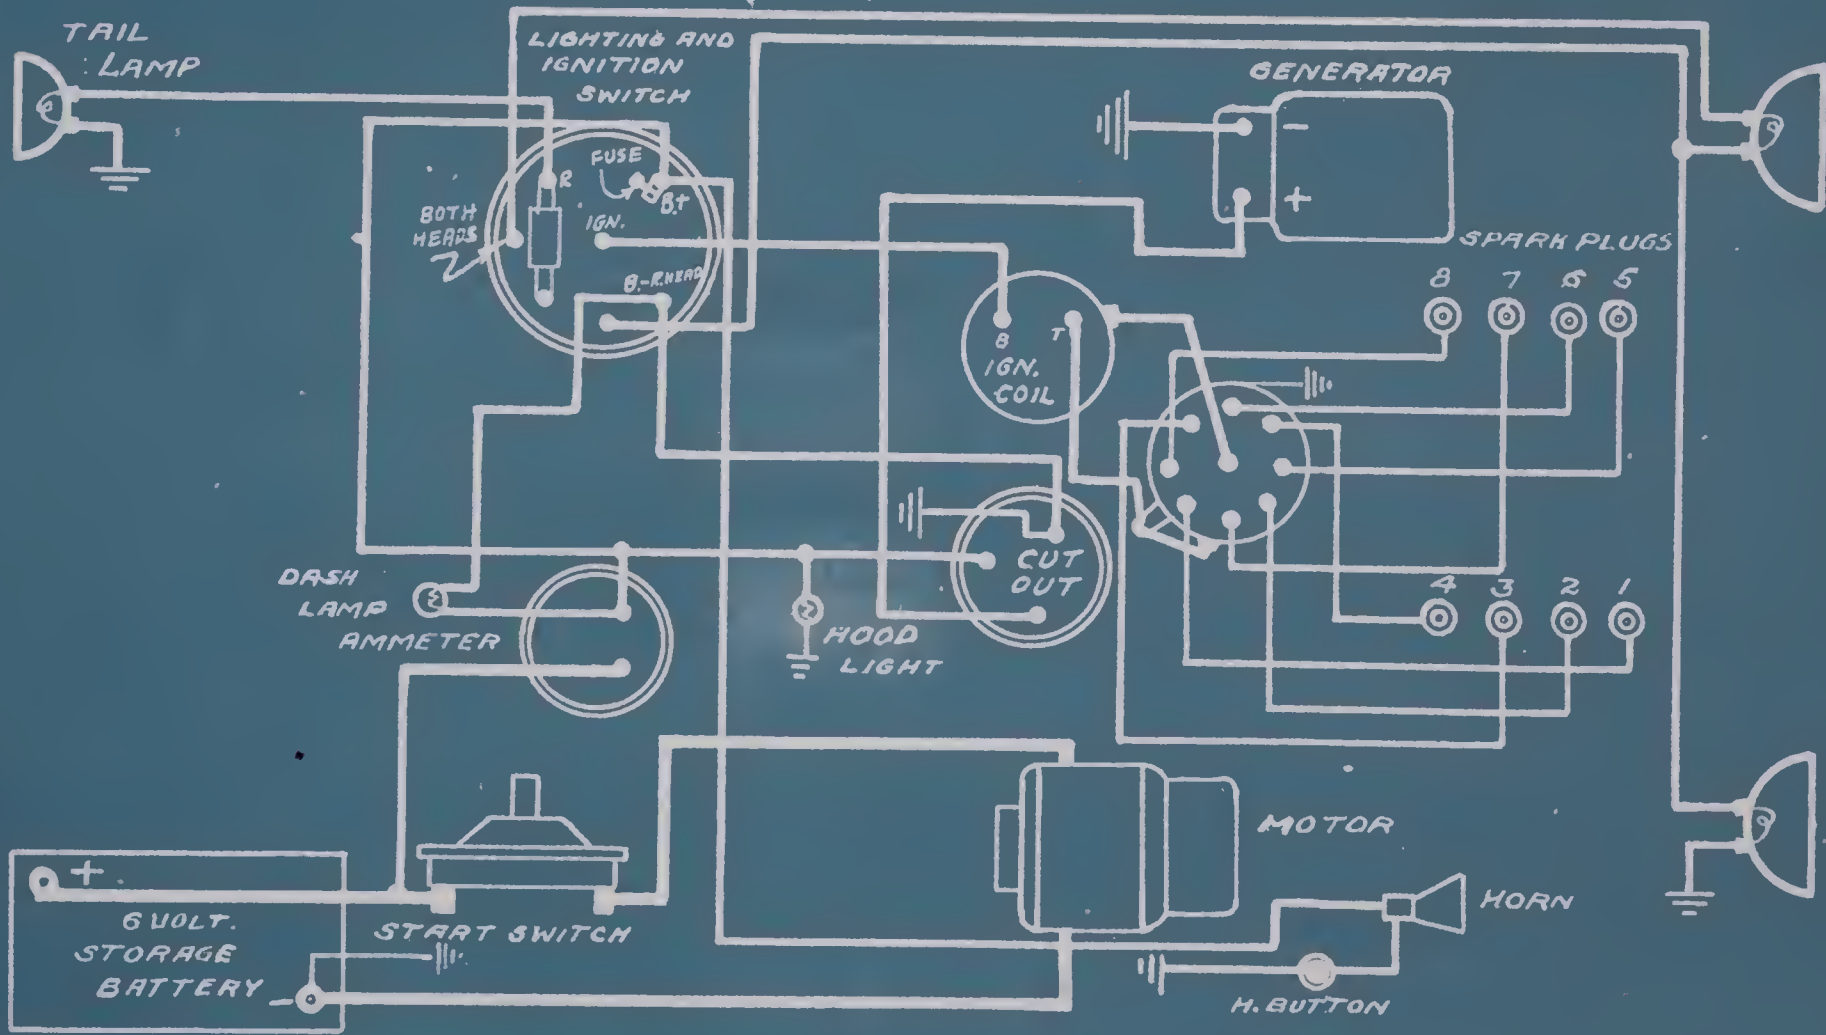 TAIL
LAMP
LIGHTING AND
IGNITION
SWITCH
GENERATOR
−
+
FUSE
R
B+
IGN.
BOTH
HEADS
B.-R.HEAD
SPARK PLUGS
8 7 6 5
B
T
IGN.
COIL
CUT
OUT
DASH
LAMP
AMMETER
HOOD
LIGHT
4 3 2 1
MOTOR
+
6 VOLT.
STORAGE
BATTERY −
START SWITCH
HORN
H. BUTTON